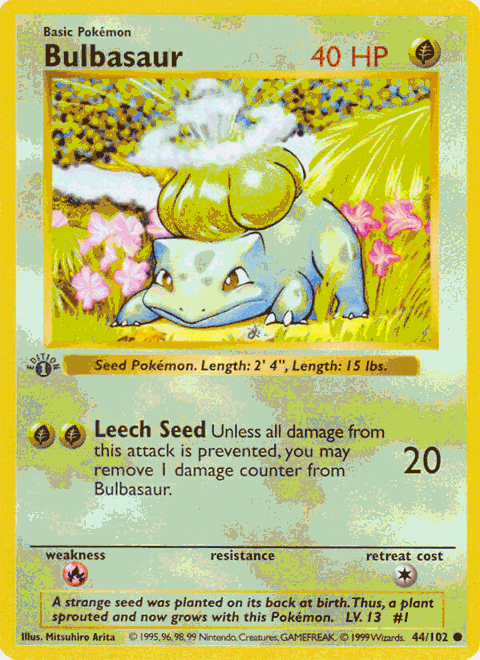 Basic Pokémon
Bulbasaur 40 HP
EDITION
1
Seed Pokémon. Length: 2' 4", Length: 15 lbs.
Leech Seed Unless all damage from
this attack is prevented, you may
remove 1 damage counter from
Bulbasaur.
20
weakness resistance retreat cost
A strange seed was planted on its back at birth. Thus, a plant
sprouted and now grows with this Pokémon. LV. 13 #1
Illus. Mitsuhiro Arita © 1995, 96, 98, 99 Nintendo, Creatures, GAMEFREAK. © 1999 Wizards. 44/102